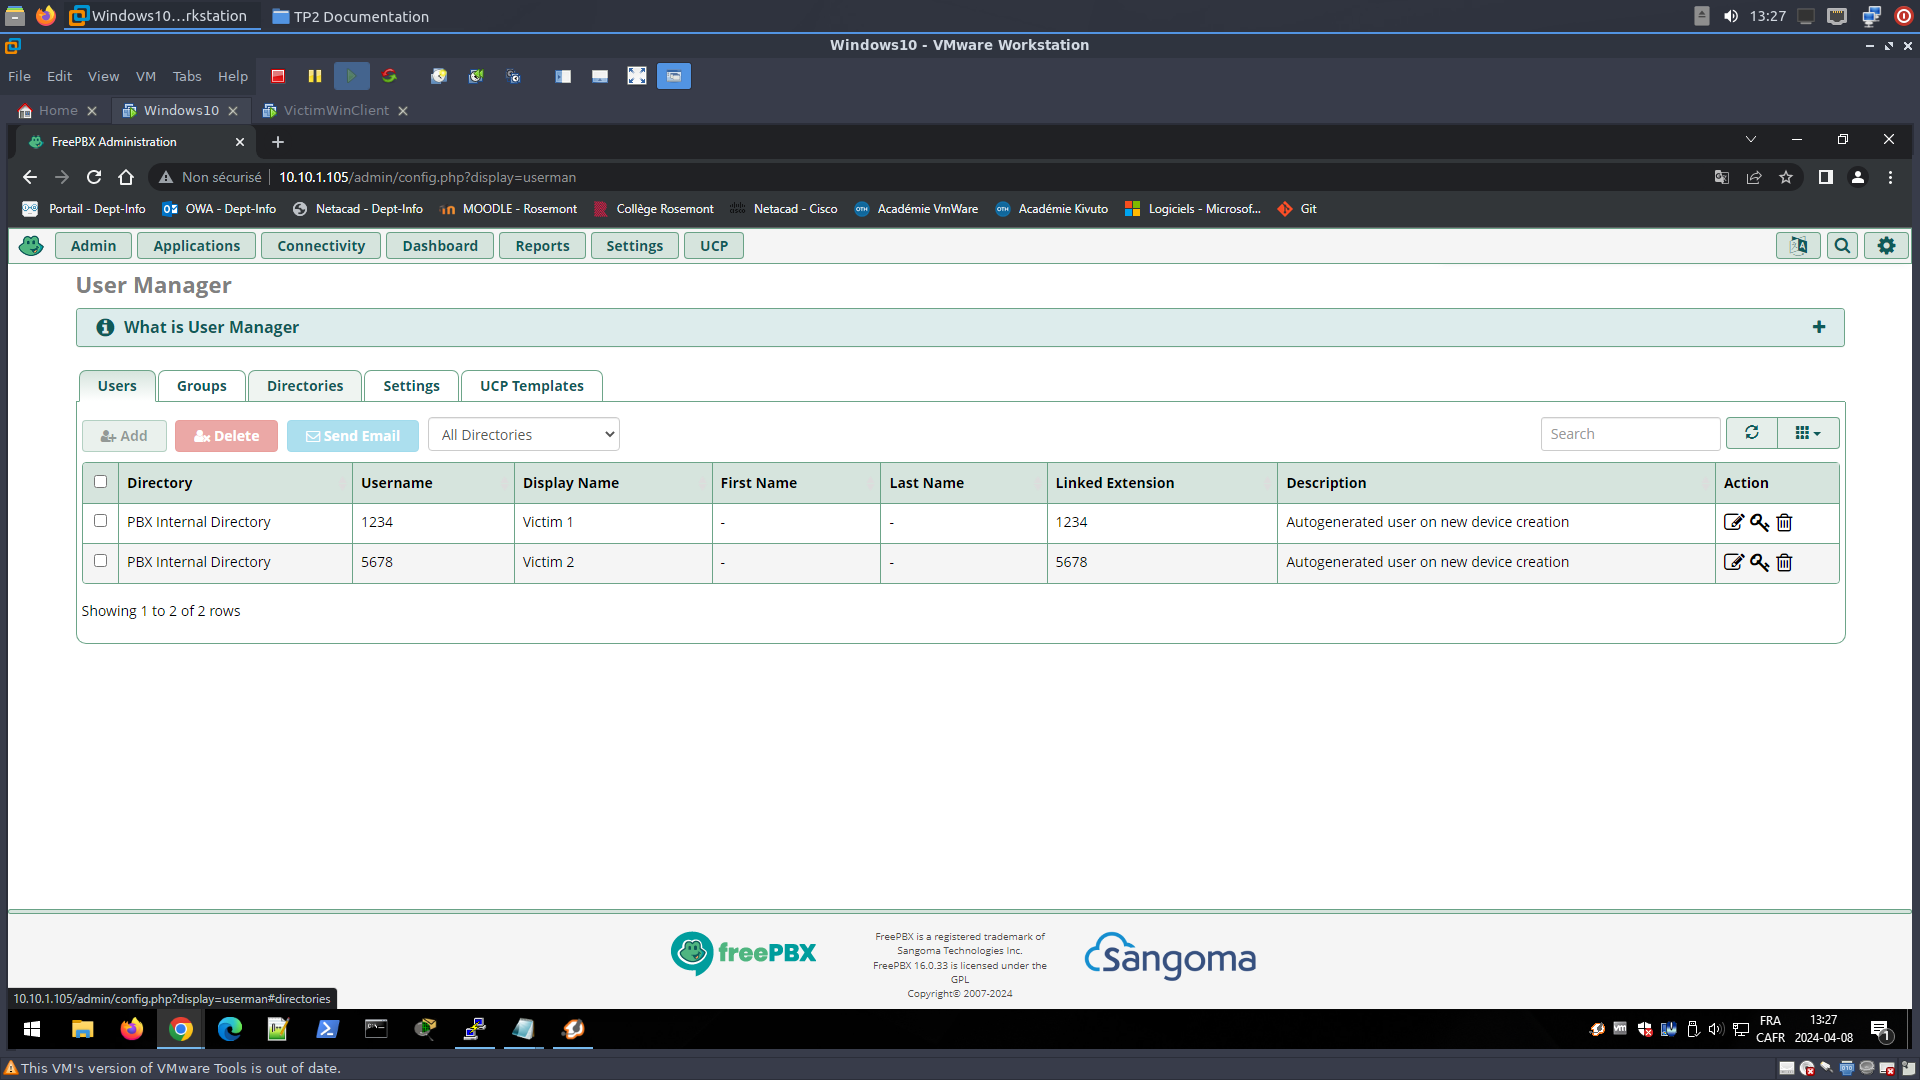 Windows10...rkstation
TP2 Documentation
13:27
Windows10 - VMware Workstation
File Edit View VM Tabs Help
Home
Windows10
VictimWinClient
FreePBX Administration
Non sécurisé
10.10.1.105/admin/config.php?display=userman
Portail - Dept-Info
OWA - Dept-Info
Netacad - Dept-Info
MOODLE - Rosemont
Collège Rosemont
Netacad - Cisco
Académie VmWare
Académie Kivuto
Logiciels - Microsof...
Git
Admin Applications Connectivity Dashboard Reports Settings UCP
User Manager
What is User Manager
Users Groups Directories Settings UCP Templates
Add Delete Send Email All Directories Search
Directory Username Display Name First Name Last Name Linked Extension Description Action
PBX Internal Directory 1234 Victim 1 - - 1234 Autogenerated user on new device creation
PBX Internal Directory 5678 Victim 2 - - 5678 Autogenerated user on new device creation
Showing 1 to 2 of 2 rows
freePBX
FreePBX is a registered trademark of
Sangoma Technologies Inc.
FreePBX 16.0.33 is licensed under the
GPL
Copyright© 2007-2024
Sangoma
10.10.1.105/admin/config.php?display=userman#directories
FRA
CAFR
13:27
2024-04-08
1
This VM's version of VMware Tools is out of date.